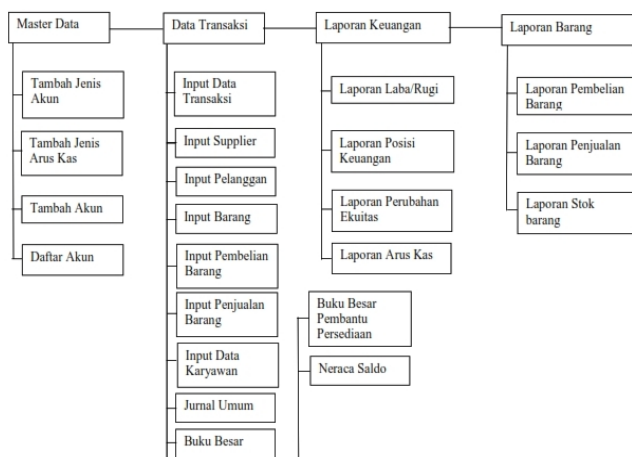 Master Data
Data Transaksi
Laporan Keuangan
Laporan Barang
Tambah Jenis
Akun
Tambah Jenis
Arus Kas
Tambah Akun
Daftar Akun
Input Data
Transaksi
Input Supplier
Input Pelanggan
Input Barang
Input Pembelian
Barang
Input Penjualan
Barang
Input Data
Karyawan
Jurnal Umum
Buku Besar
Laporan Laba/Rugi
Laporan Posisi
Keuangan
Laporan Perubahan
Ekuitas
Laporan Arus Kas
Buku Besar
Pembantu
Persediaan
Neraca Saldo
Laporan Pembelian
Barang
Laporan Penjualan
Barang
Laporan Stok
barang